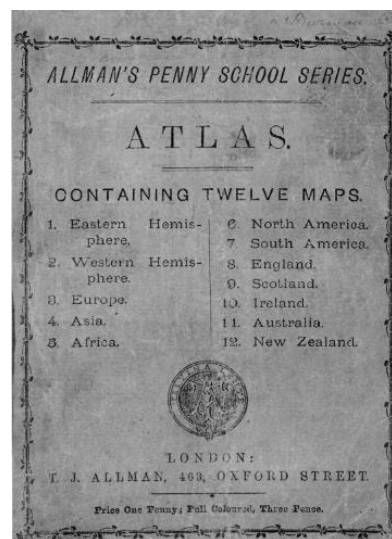 ALLMAN'S PENNY SCHOOL SERIES.
ATLAS.
CONTAINING TWELVE MAPS.
1. Eastern Hemis-
phere.
2. Western Hemis-
phere.
3. Europe.
4. Asia.
5. Africa.
6. North America.
7. South America.
8. England.
9. Scotland.
10. Ireland.
11. Australia.
12. New Zealand.
LONDON:
T. J. ALLMAN, 463, OXFORD STREET.
Price One Penny; Full Coloured, Three Pence.